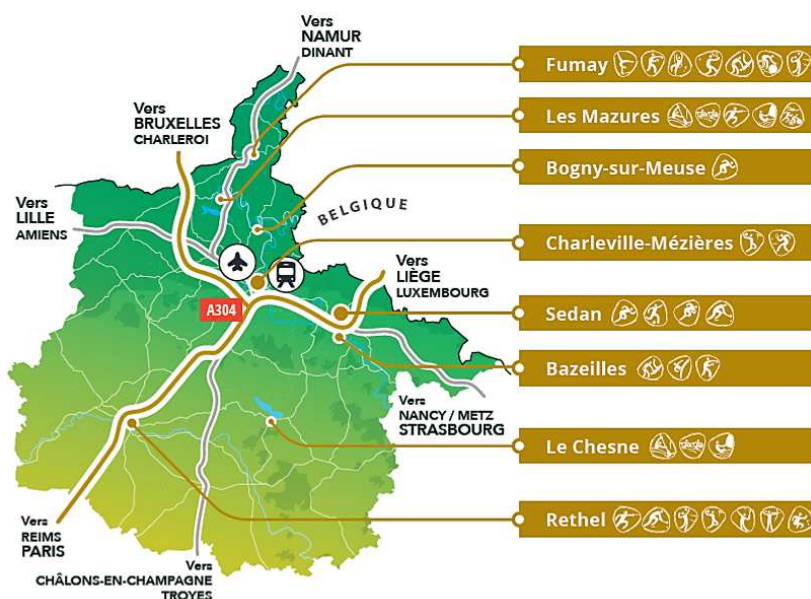 Vers
NAMUR
DINANT
Fumay
Vers
BRUXELLES
CHARLEROI
Les Mazures
Bogny-sur-Meuse
Vers
LILLE
AMIENS
BELGIQUE
Charleville-Mézières
Vers
LIÈGE
LUXEMBOURG
A304
Sedan
Bazeilles
Vers
NANCY / METZ
STRASBOURG
Le Chesne
Vers
REIMS
PARIS
Rethel
Vers
CHÂLONS-EN-CHAMPAGNE
TROYES